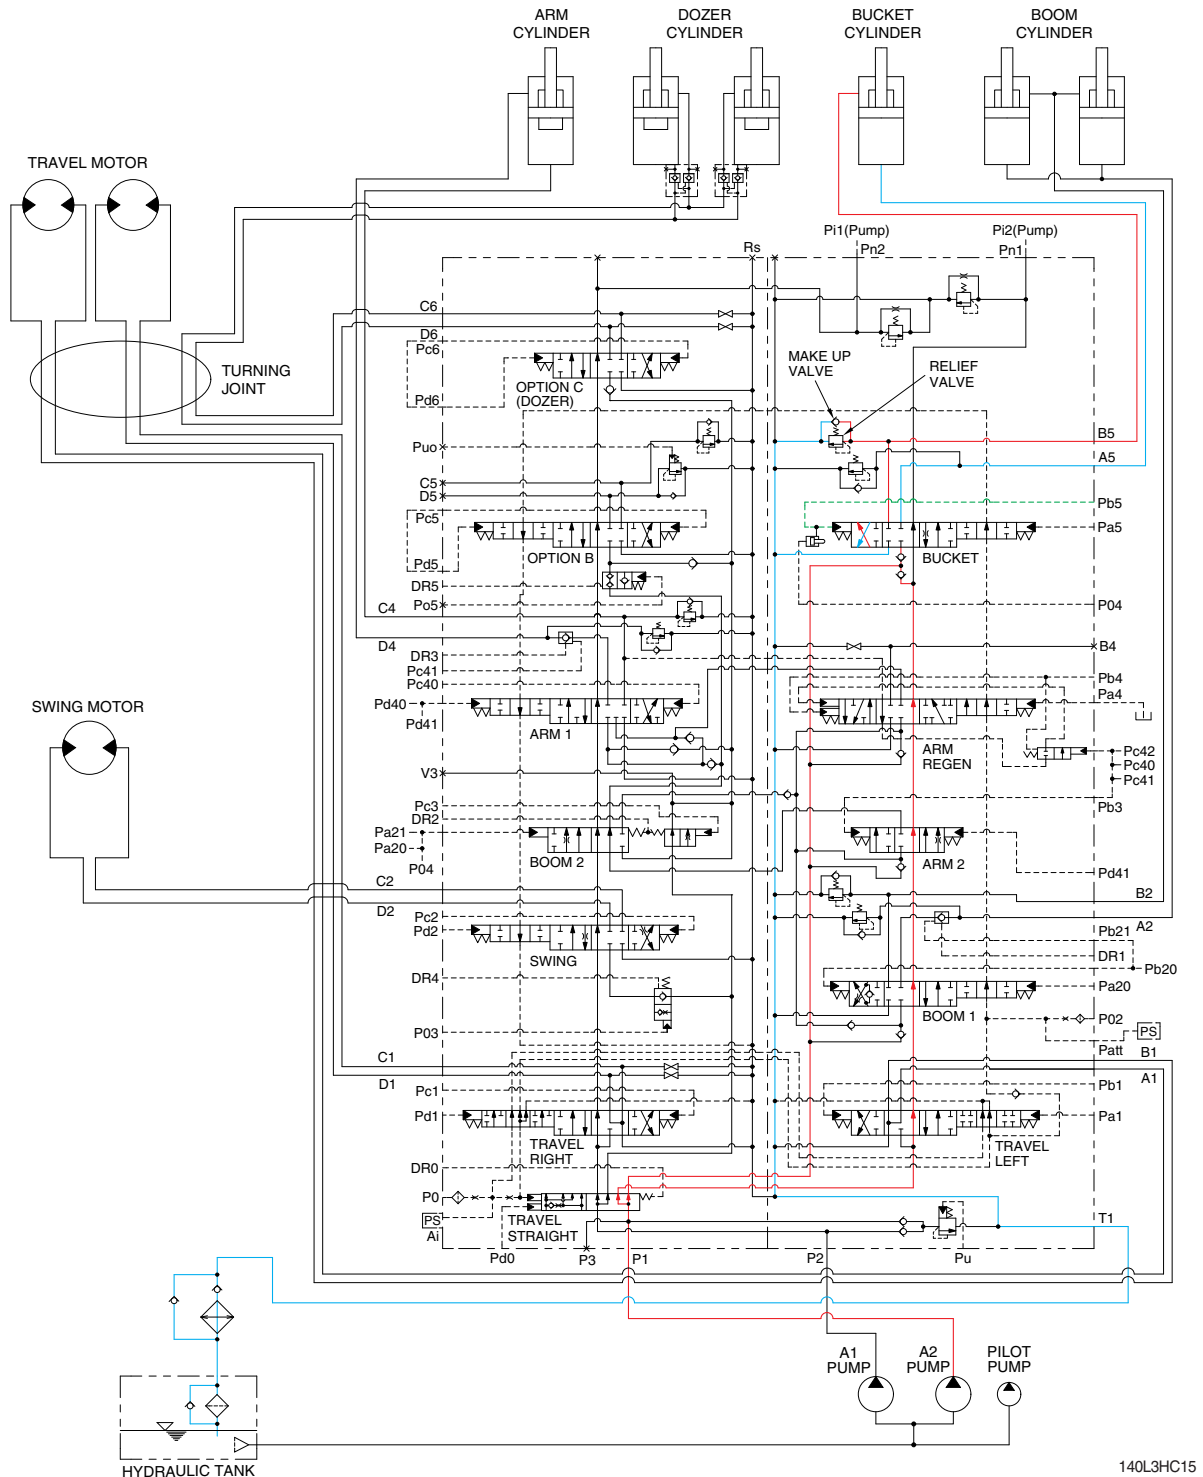 ARM
CYLINDER
DOZER
CYLINDER
BUCKET
CYLINDER
BOOM
CYLINDER
TRAVEL MOTOR
TURNING
JOINT
SWING MOTOR
Rs
Pi1(Pump)
Pn2
Pi2(Pump)
Pn1
C6
D6
Pc6
Pd6
OPTION C
(DOZER)
MAKE UP
VALVE
RELIEF
VALVE
Puo
C5
D5
Pc5
Pd5
OPTION B
B5
A5
Pb5
Pa5
BUCKET
DR5
Po5
C4
D4
DR3
Pc41
Pc40
Pd40
Pd41
ARM 1
P04
B4
Pb4
Pa4
ARM
REGEN
Pc42
Pc40
Pc41
Pb3
V3
Pc3
DR2
Pa21
Pa20
P04
BOOM 2
ARM 2
Pd41
C2
D2
Pc2
Pd2
SWING
B2
A2
Pb21
DR1
Pb20
Pa20
BOOM 1
DR4
P03
P02
PS
Patt
C1
D1
Pc1
Pd1
TRAVEL
RIGHT
B1
A1
Pb1
Pa1
TRAVEL
LEFT
DR0
P0
PS
Ai
TRAVEL
STRAIGHT
Pd0
P3
P1
P2
Pu
T1
A1
PUMP
A2
PUMP
PILOT
PUMP
HYDRAULIC TANK
140L3HC15